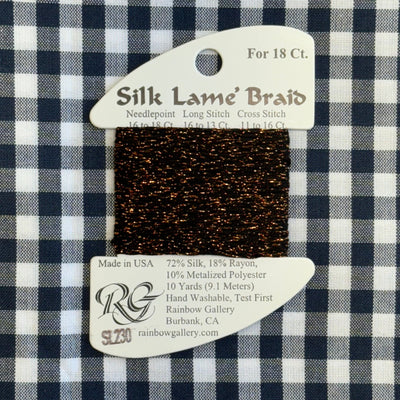 For 18 Ct.
Silk Lamé Braid
Needlepoint Long Stitch Cross Stitch
16 to 18 Ct. 16 to 13 Ct. 11 to 16 Ct.
Made in USA
72% Silk, 18% Rayon,
10% Metalized Polyester
10 Yards (9.1 Meters)
Hand Washable, Test First
Rainbow Gallery
Burbank, CA
rainbowgallery.com
RG
SL230